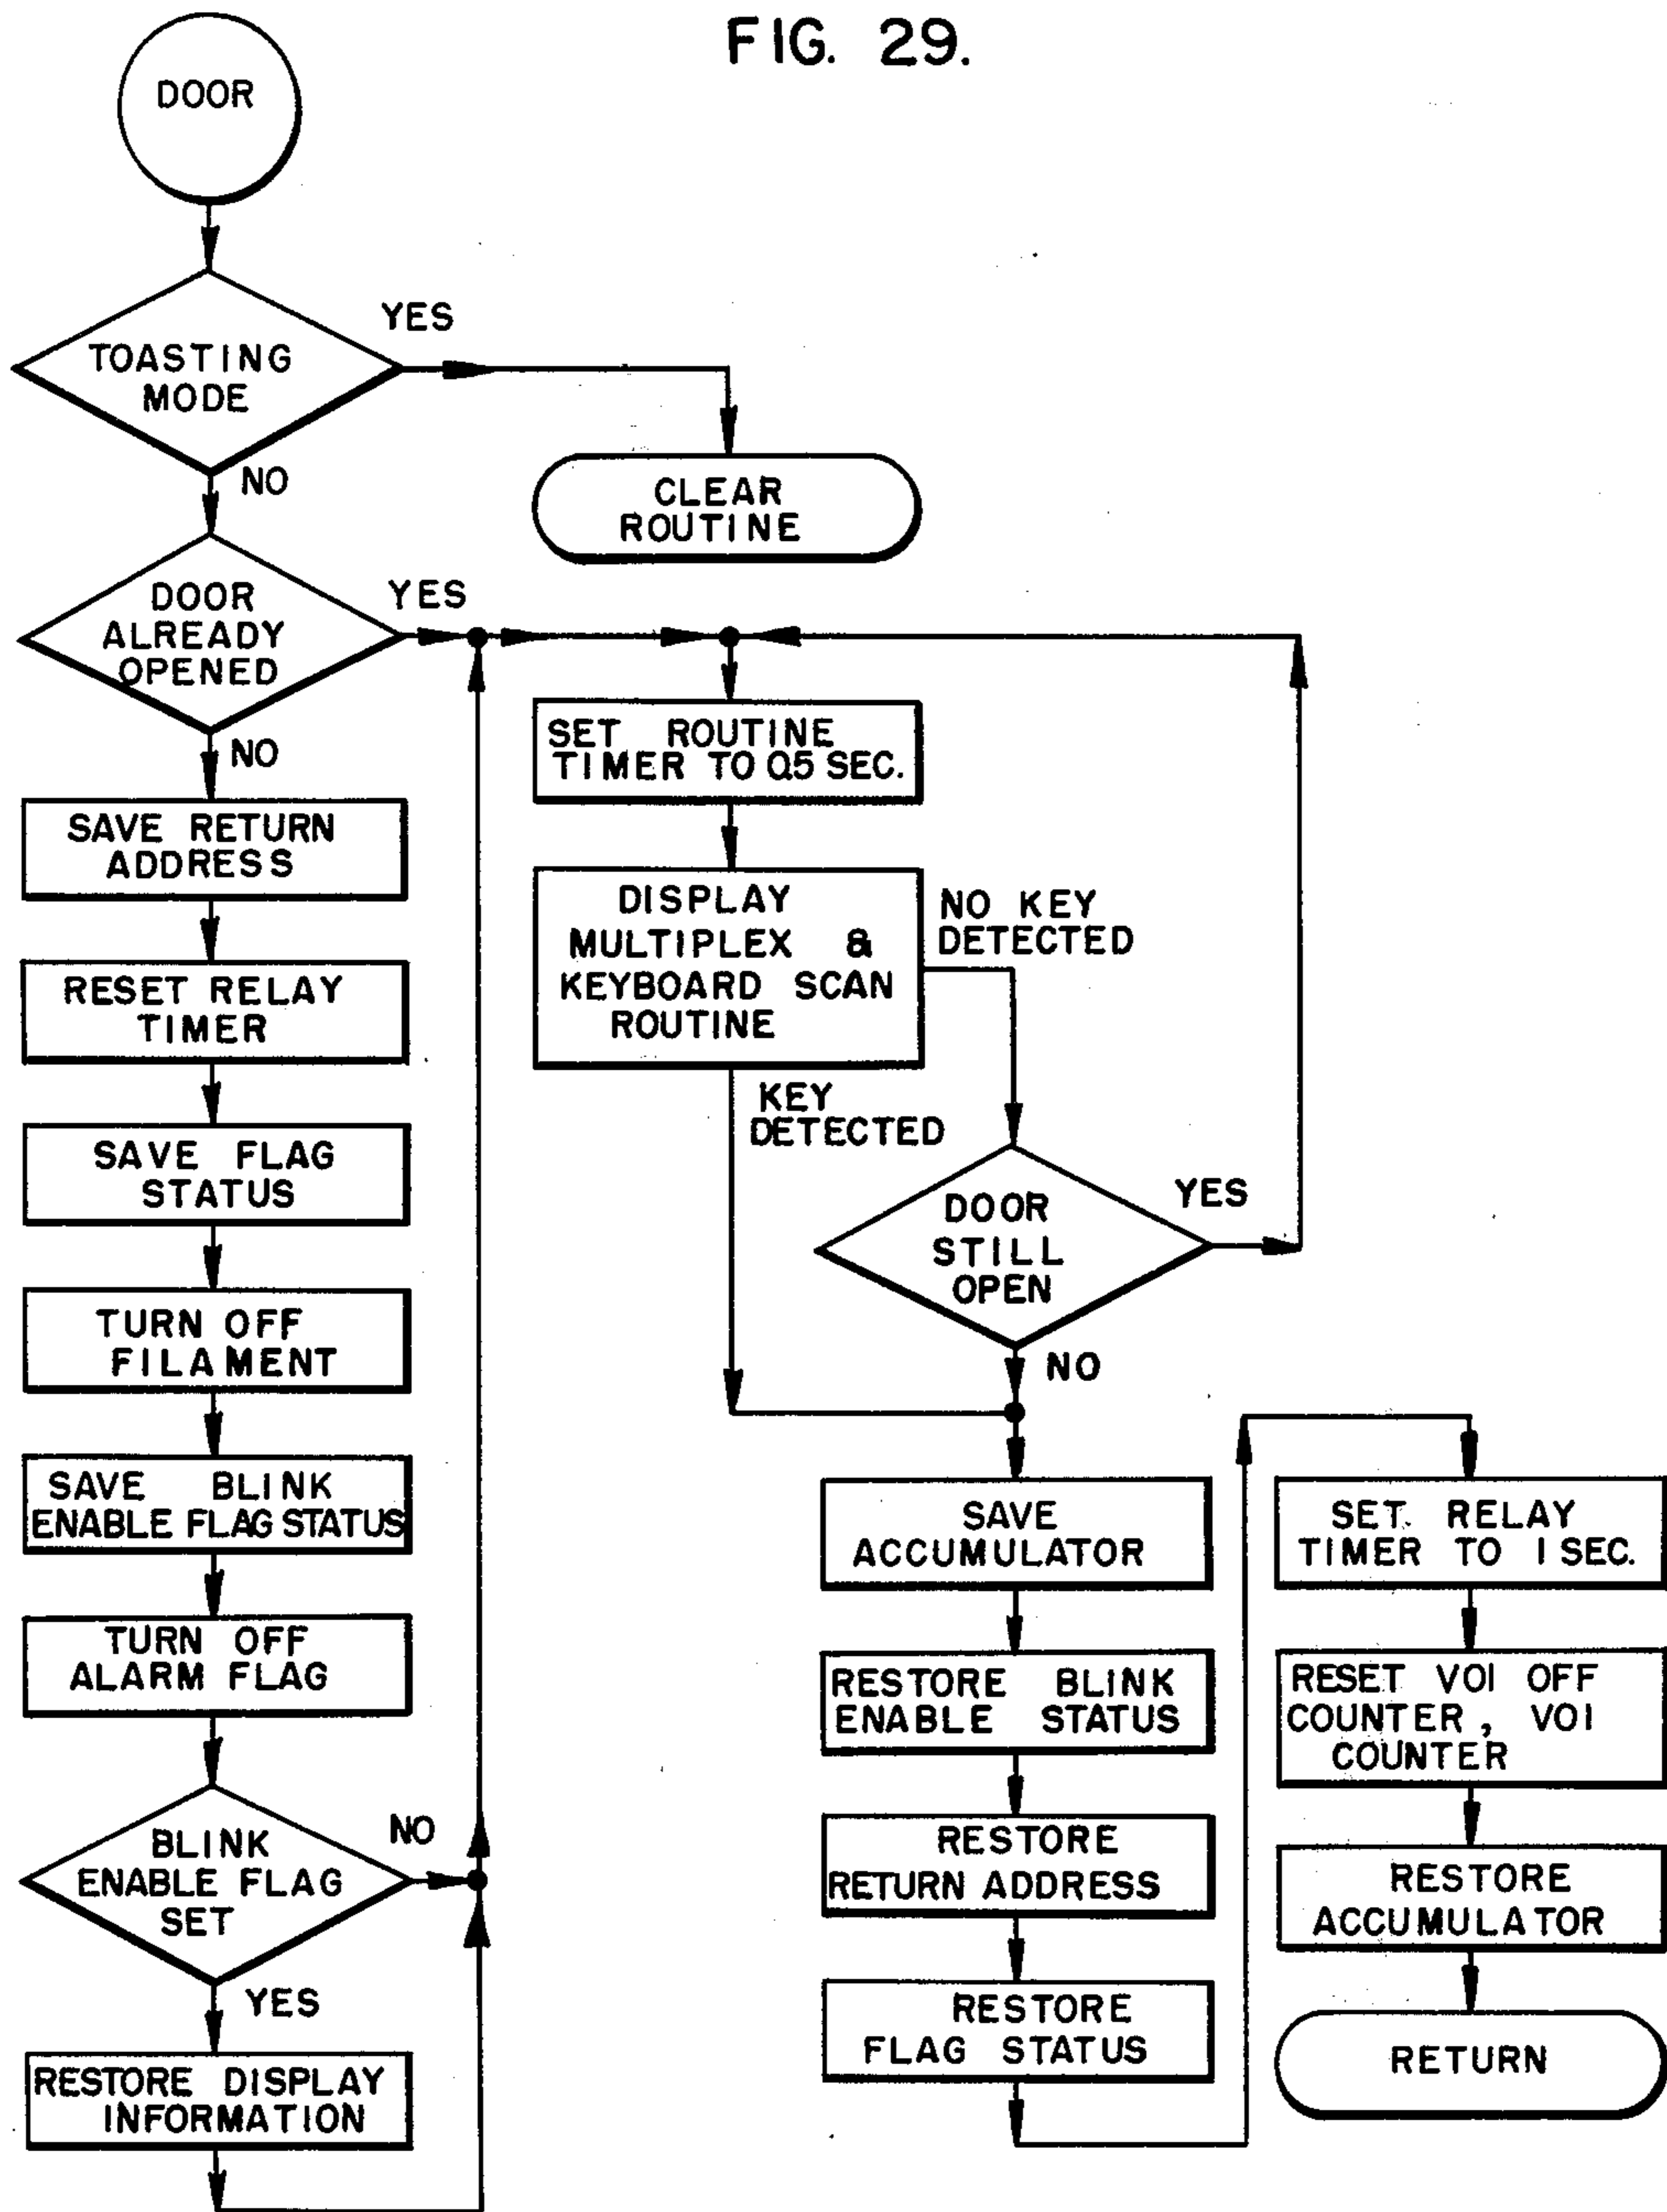 FIG. 29.
DOOR
TOASTING
MODE
YES
NO
CLEAR
ROUTINE
DOOR
ALREADY
OPENED
YES
NO
SAVE RETURN
ADDRESS
RESET RELAY
TIMER
SAVE FLAG
STATUS
TURN OFF
FILAMENT
SAVE BLINK
ENABLE FLAG STATUS
TURN OFF
ALARM FLAG
BLINK
ENABLE FLAG
SET
NO
YES
RESTORE DISPLAY
INFORMATION
SET ROUTINE
TIMER TO 0.5 SEC.
DISPLAY
MULTIPLEX &
KEYBOARD SCAN
ROUTINE
NO KEY
DETECTED
KEY
DETECTED
DOOR
STILL
OPEN
YES
NO
SAVE
ACCUMULATOR
RESTORE BLINK
ENABLE STATUS
RESTORE
RETURN ADDRESS
RESTORE
FLAG STATUS
SET RELAY
TIMER TO 1 SEC.
RESET VOI OFF
COUNTER, VOI
COUNTER
RESTORE
ACCUMULATOR
RETURN